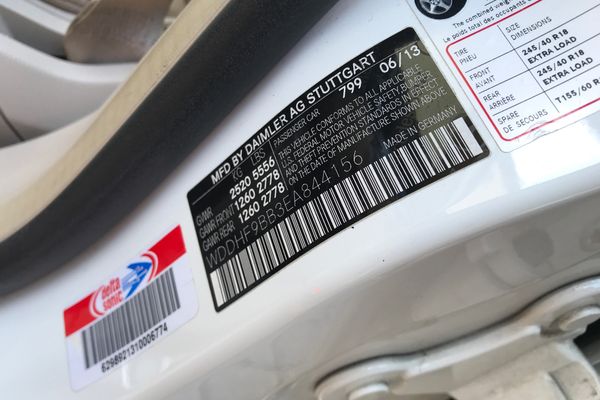 MFD BY DAIMLER AG STUTTGART
799 06/13
KG LBS PASSENGER CAR
GVWR 2520 5556 THIS VEHICLE CONFORMS TO ALL APPLICABLE
GAWR FRONT 1260 2778 U.S. FEDERAL MOTOR VEHICLE SAFETY BUMPER
GAWR REAR 1260 2778 AND THEFT PREVENTION STANDARDS IN EFFECT
ON THE DATE OF MANUFACTURE SHOWN ABOVE
WDDHF9BB3EA844156 MADE IN GERMANY
The combined weight
Le poids total des occupants
TIRE SIZE
PNEU DIMENSIONS
FRONT 245/40 R18
AVANT EXTRA LOAD
REAR 245/40 R18
ARRIÈRE EXTRA LOAD
SPARE T155/60 R
DE SECOURS
delta
sonic
6298921310006774